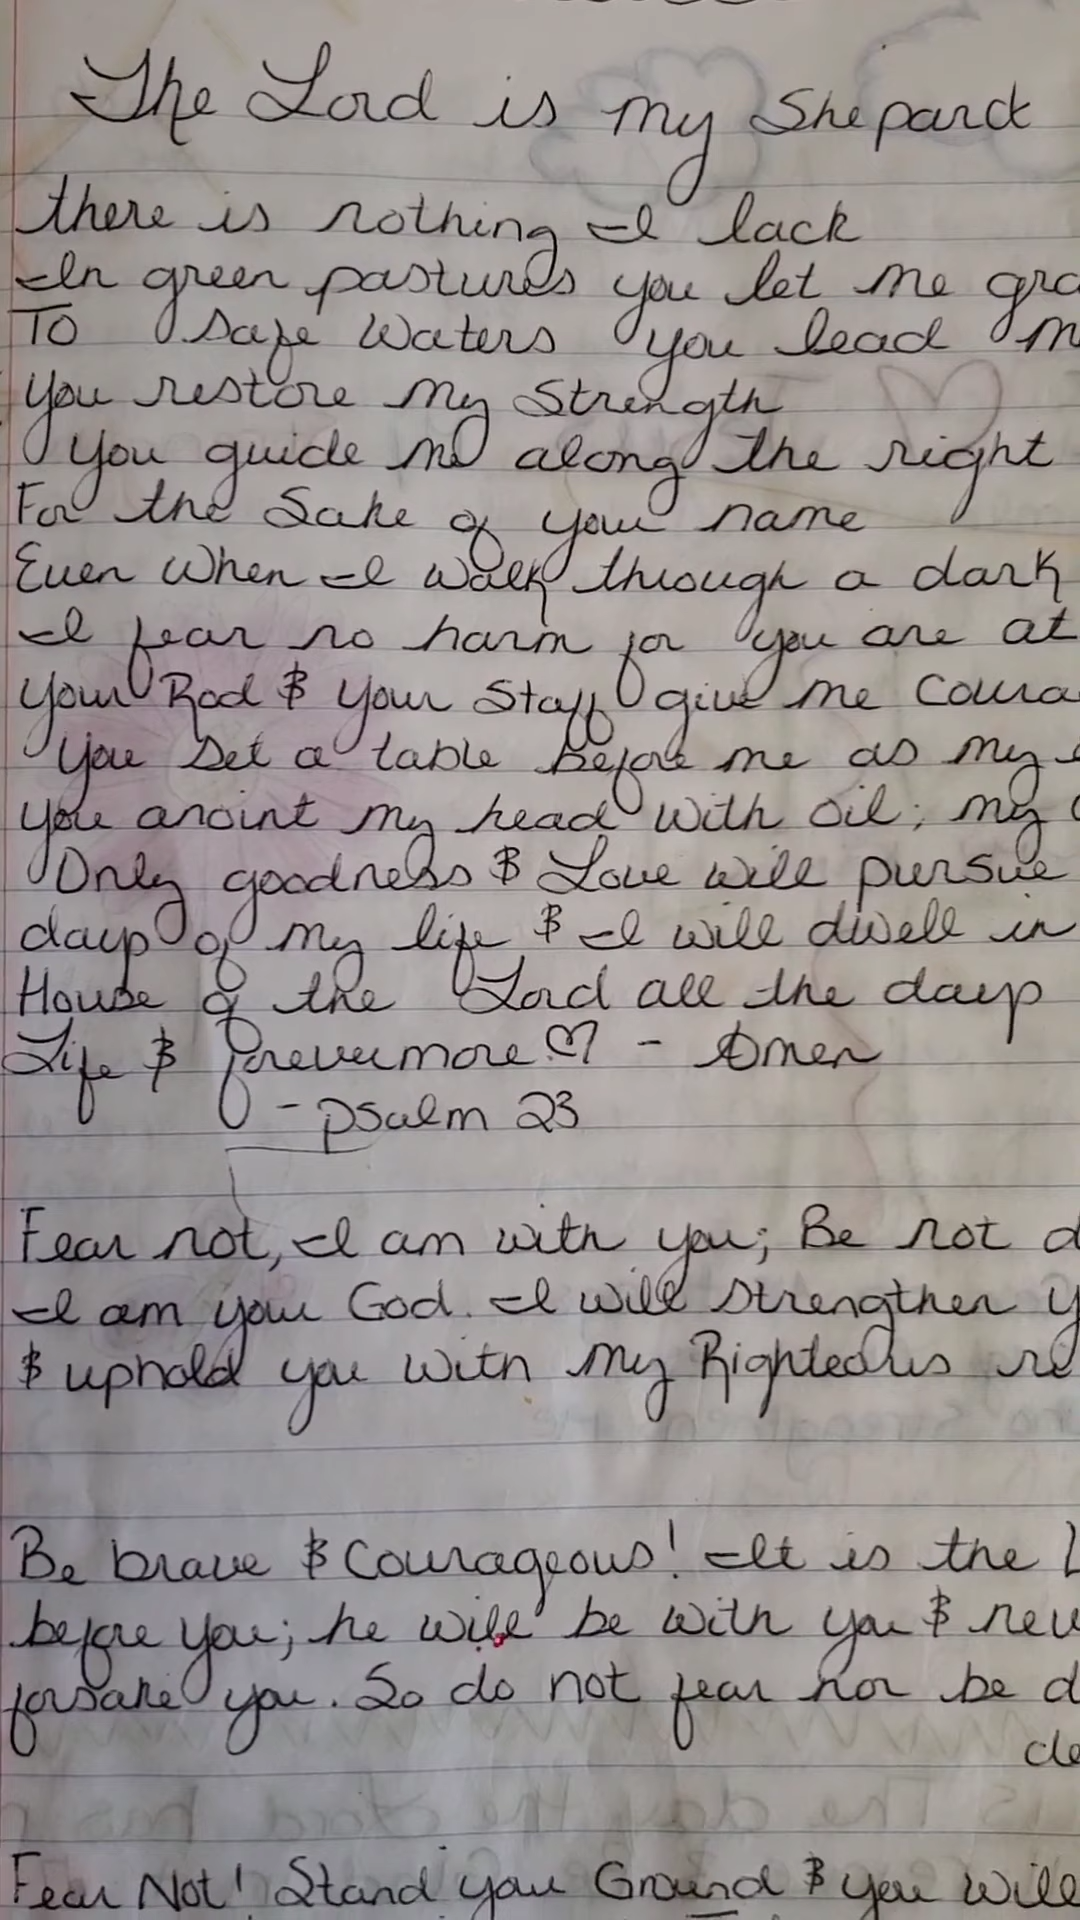 The Lord is my Shepard
there is nothing I lack
In green pastures you let me gra
To safe Waters you lead m
you restore my Strength
You guide me along the right
For the Sake of your name
Even When I walk through a dark
I fear no harm for you are at
your Rod & your Staff give me Coura
You set a table before me as my e
you anoint my head with oil; my
Only goodness & Love will pursue
days of my life & I will dwell in
House of the Lord all the days
Life & forevermore ♡ - Amen
- psalm 23
Fear not, I am with you; Be not d
I am your God. I will strengthen y
& uphold you with my Righteous ri
Be brave & Courageous! It is the L
before you; he will be with you & nev
forsake you. So do not fear nor be d
de
Fear Not! Stand your Ground & you will